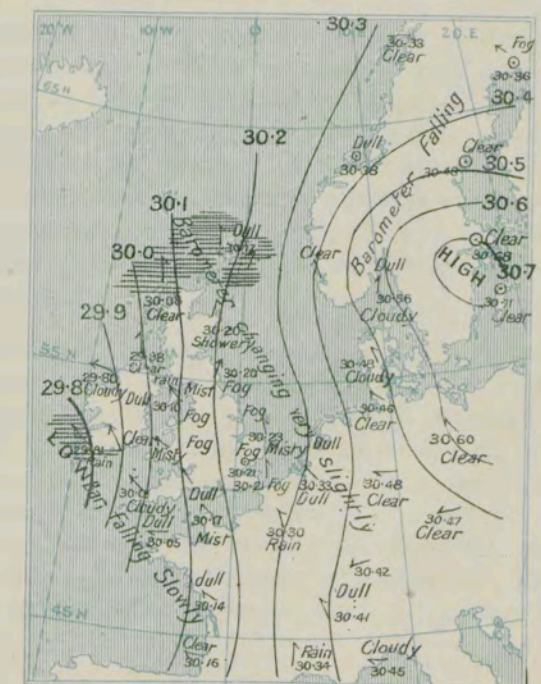 20°W
10°W
0
20 E
30·3
30·33
Clear
Fog
30·36
65 N
30·4
30·2
Dull
30·38
Barometer Falling
Clear
30·48
30·5
30·6
30·1
Dull
Clear
30·68
HIGH
30·7
30·71
Clear
30·0
Clear
Dull
30·56
Cloudy
30·08
Clear
29·9
30·20
Showery
Barometer changing very slightly
55 N
29·98
Clear
rain
29·80
Cloudy
Dull
Mist
30·20
Fog
30·48
Cloudy
29·8
30·10
Fog
Fog
30·46
Clear
Clear
Misty
30·23
Misty
Dull
30·60
Clear
LOW
Rain
Fog
30·21
30·21
Fog
30·33
Dull
30·48
Clear
Bar. falling Slowly
Cloudy
Dull
30·05
Dull
30·17
Mist
30·30
Rain
30·47
Clear
30·42
dull
30·14
Dull
30·41
45 N
Clear
30·16
Rain
30·34
Cloudy
30·45